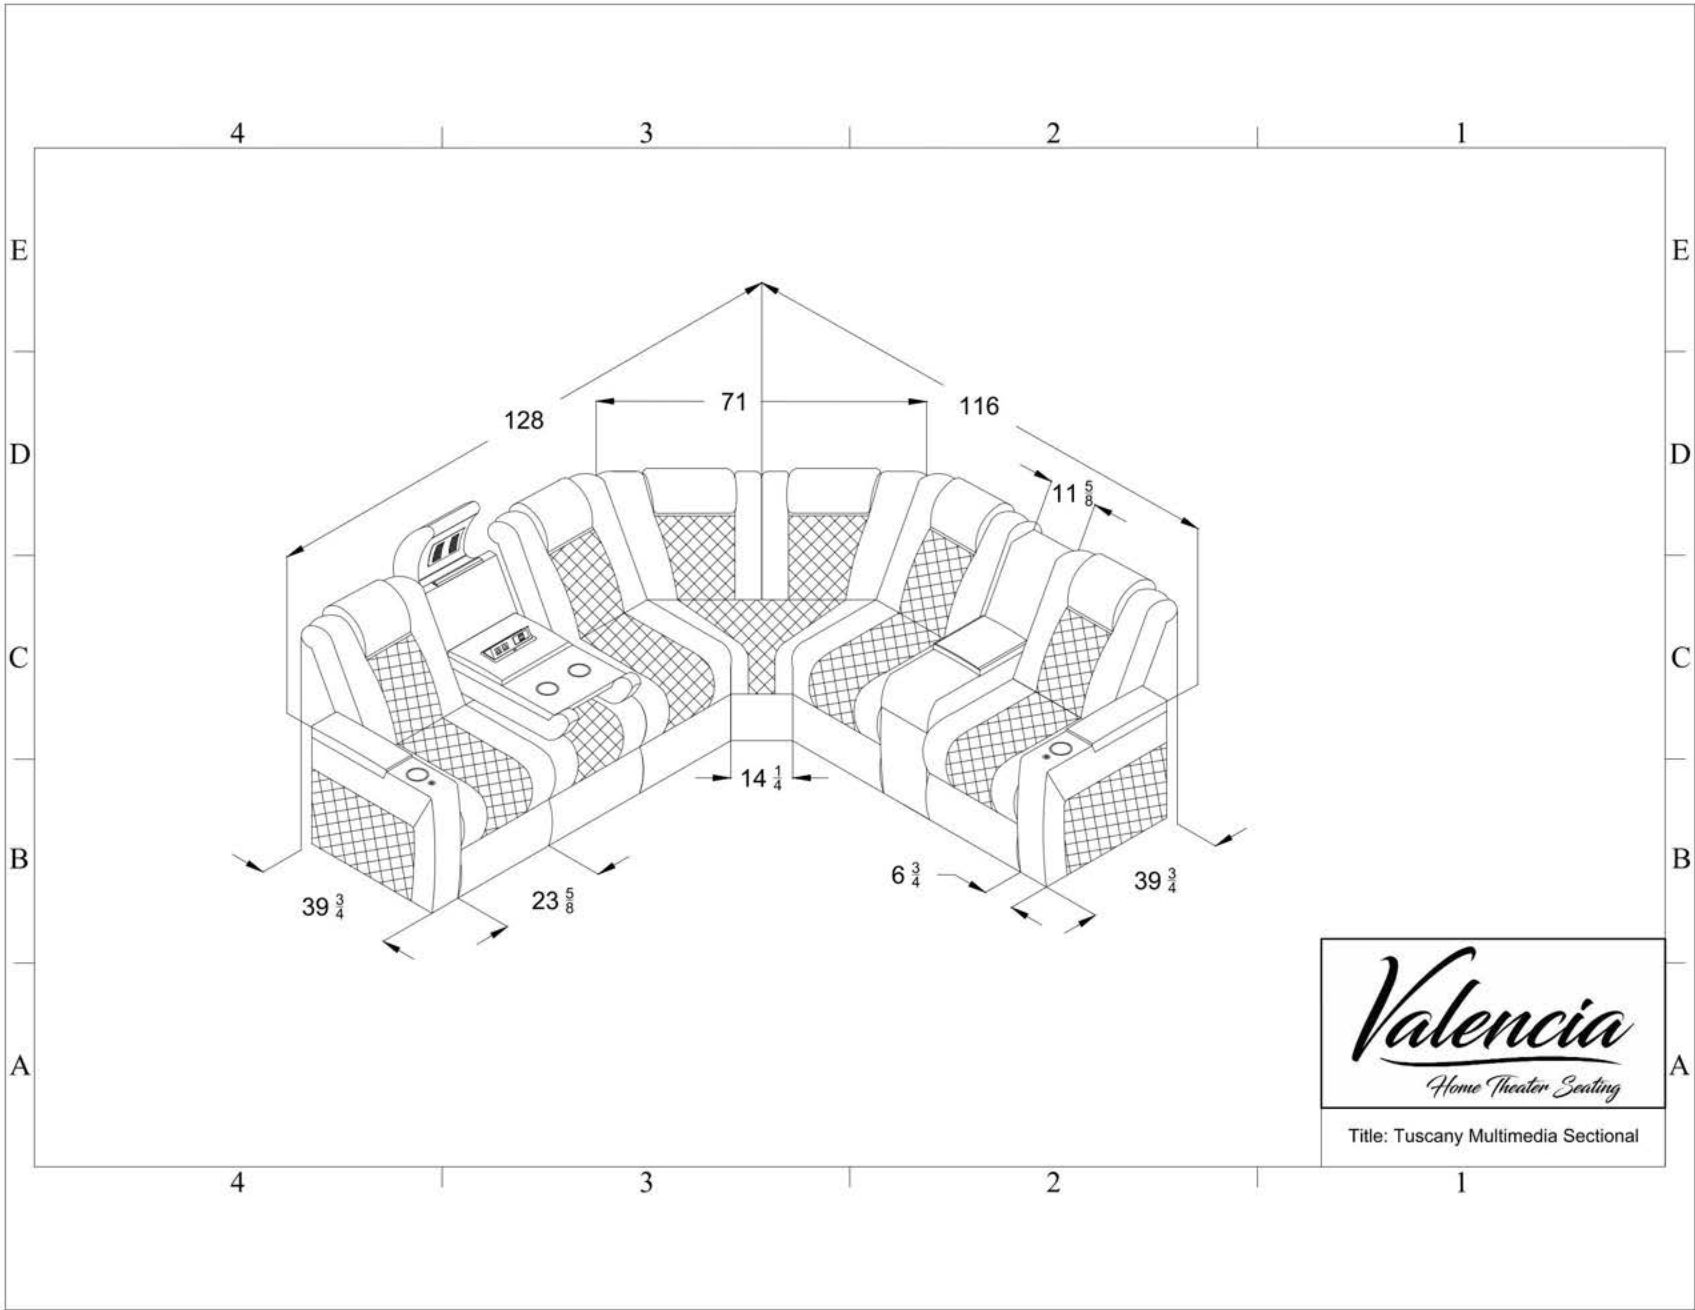 4 3 2 1
E E
71
116
128
D D
11 5/8
C C
14 1/4
B B
6 3/4
39 3/4
23 5/8
39 3/4
Valencia
Home Theater Seating
A A
Title: Tuscany Multimedia Sectional
4 3 2 1